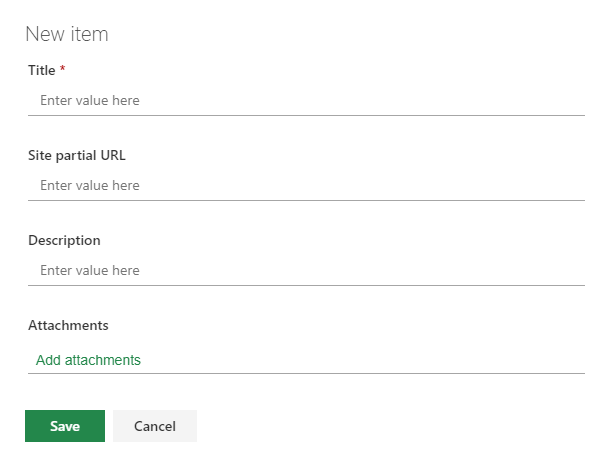 New item
Title *
Enter value here
Site partial URL
Enter value here
Description
Enter value here
Attachments
Add attachments
Save Cancel